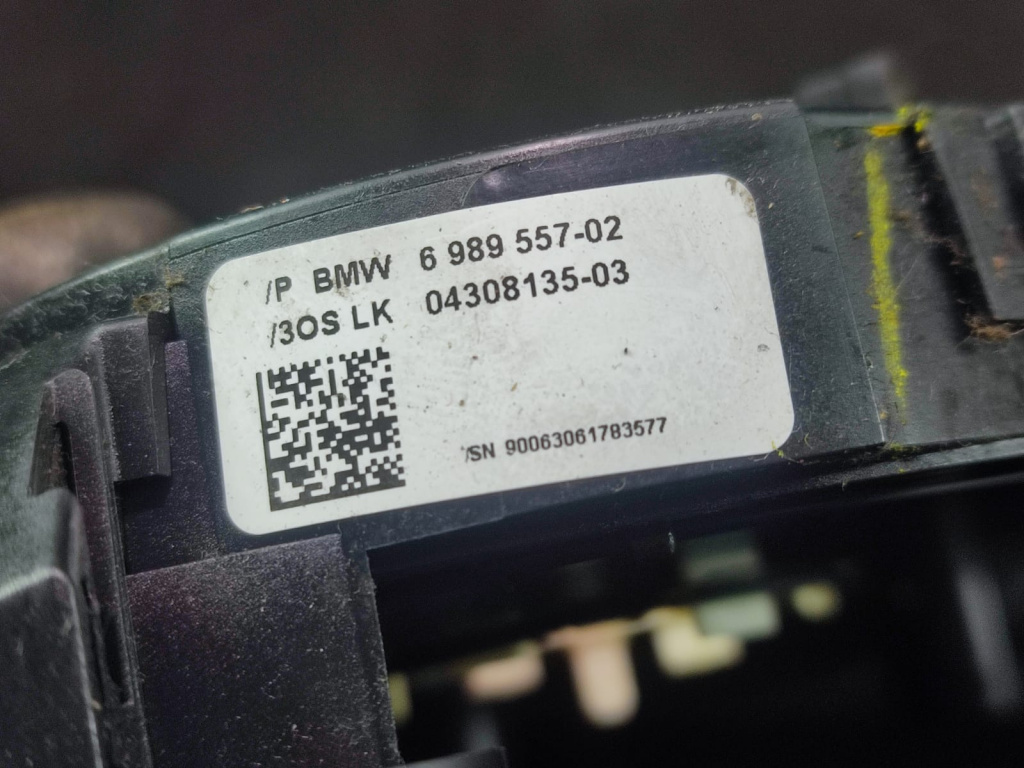 /P BMW 6 989 557-02
/3OS LK 04308135-03
/SN 90063061783577